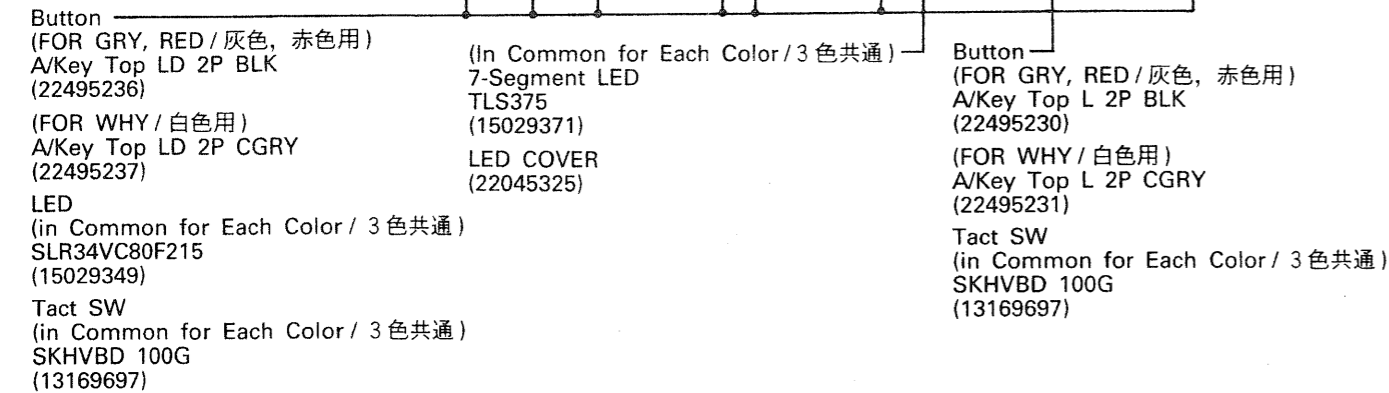 Button
(FOR GRY, RED / 灰色, 赤色用)
A/Key Top LD 2P BLK
(22495236)
(FOR WHY / 白色用)
A/Key Top LD 2P CGRY
(22495237)
LED
(in Common for Each Color / 3色共通)
SLR34VC80F215
(15029349)
Tact SW
(in Common for Each Color / 3色共通)
SKHVBD 100G
(13169697)
(In Common for Each Color / 3色共通)
7-Segment LED
TLS375
(15029371)
LED COVER
(22045325)
Button
(FOR GRY, RED / 灰色, 赤色用)
A/Key Top L 2P BLK
(22495230)
(FOR WHY / 白色用)
A/Key Top L 2P CGRY
(22495231)
Tact SW
(in Common for Each Color / 3色共通)
SKHVBD 100G
(13169697)